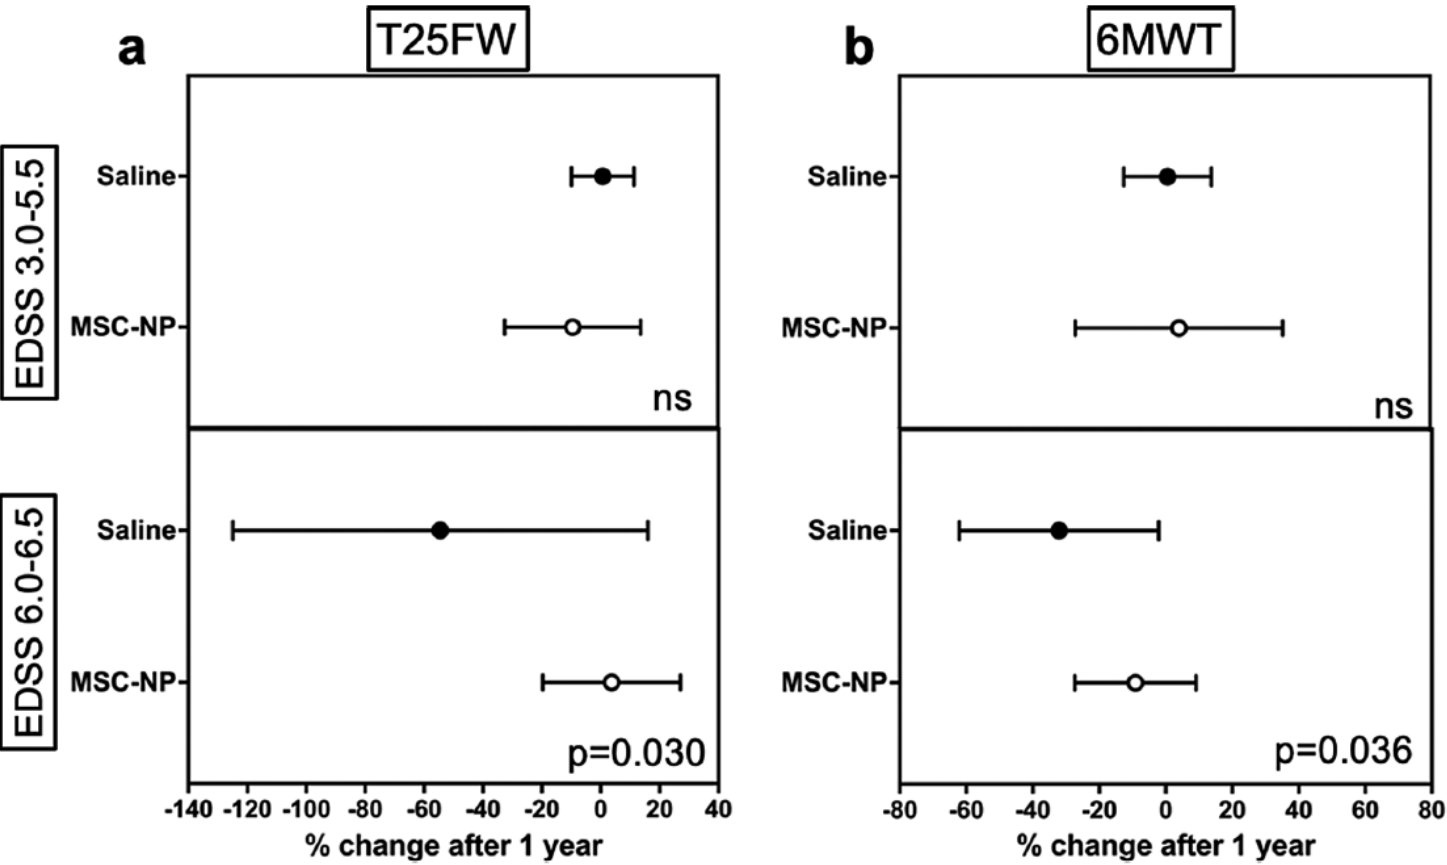 a
T25FW
b
6MWT
EDSS 3.0-5.5
Saline
MSC-NP
ns
Saline
MSC-NP
ns
EDSS 6.0-6.5
Saline
MSC-NP
p=0.030
Saline
MSC-NP
p=0.036
-140 -120 -100 -80 -60 -40 -20 0 20 40
% change after 1 year
-80 -60 -40 -20 0 20 40 60 80
% change after 1 year